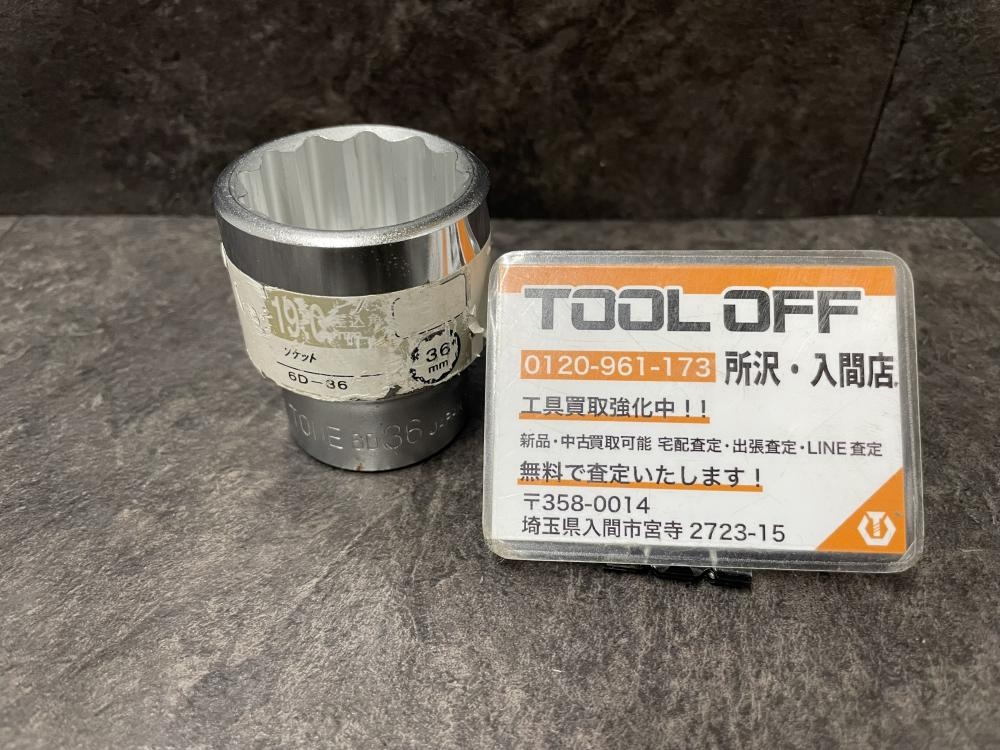 19.0
ソケット
36
mm
6D-36
TONE 6D 36
TOOL OFF
0120-961-173 所沢・入間店
工具買取強化中！！
新品・中古買取可能 宅配査定・出張査定・LINE査定
無料で査定いたします！
〒358-0014
埼玉県入間市宮寺 2723-15